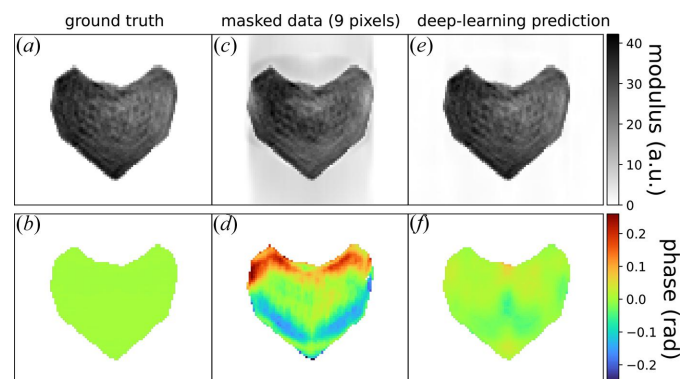 ground truth
masked data (9 pixels)
deep-learning prediction
(a)
(c)
(e)
40
30
20
10
0
modulus (a.u.)
(b)
(d)
(f)
0.2
0.1
0.0
−0.1
−0.2
phase (rad)